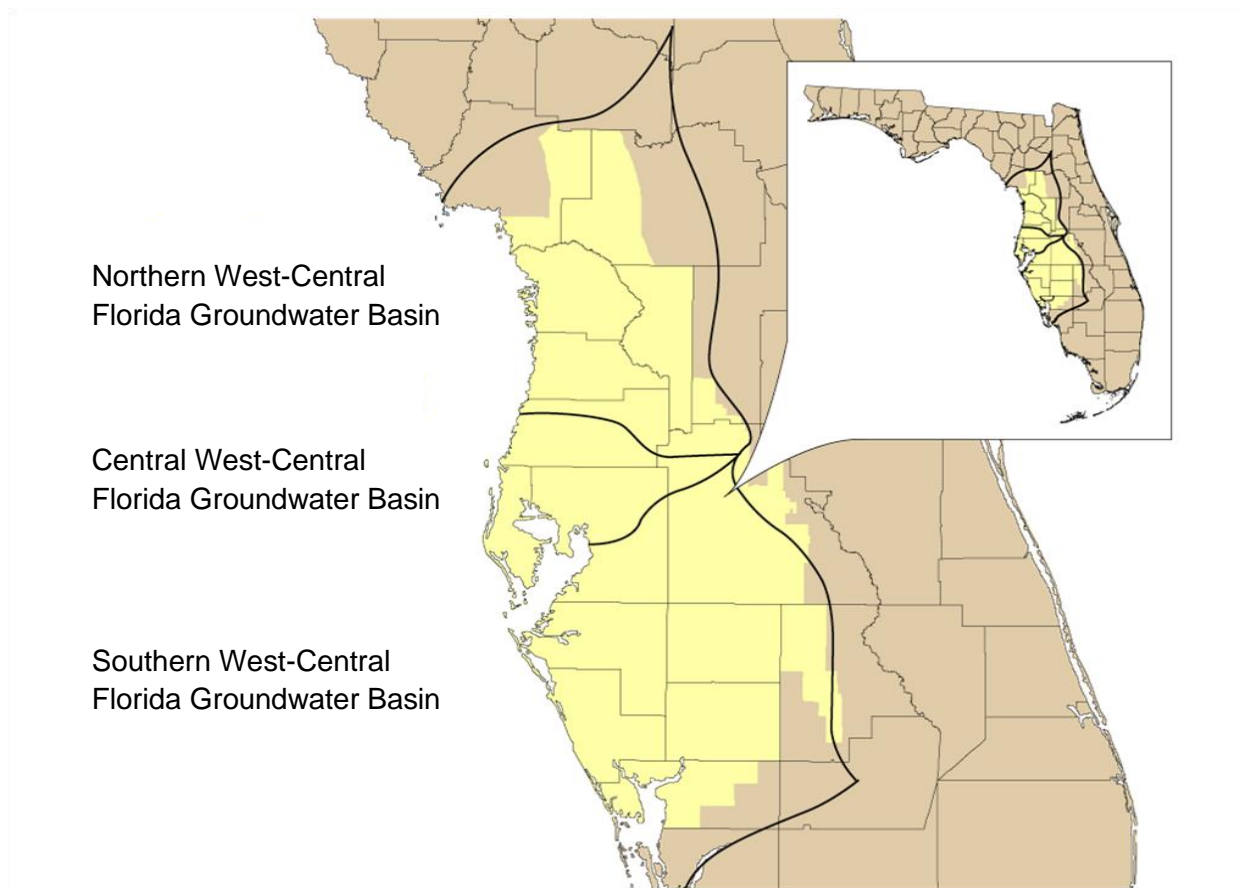 Northern West-Central
Florida Groundwater Basin
Central West-Central
Florida Groundwater Basin
Southern West-Central
Florida Groundwater Basin